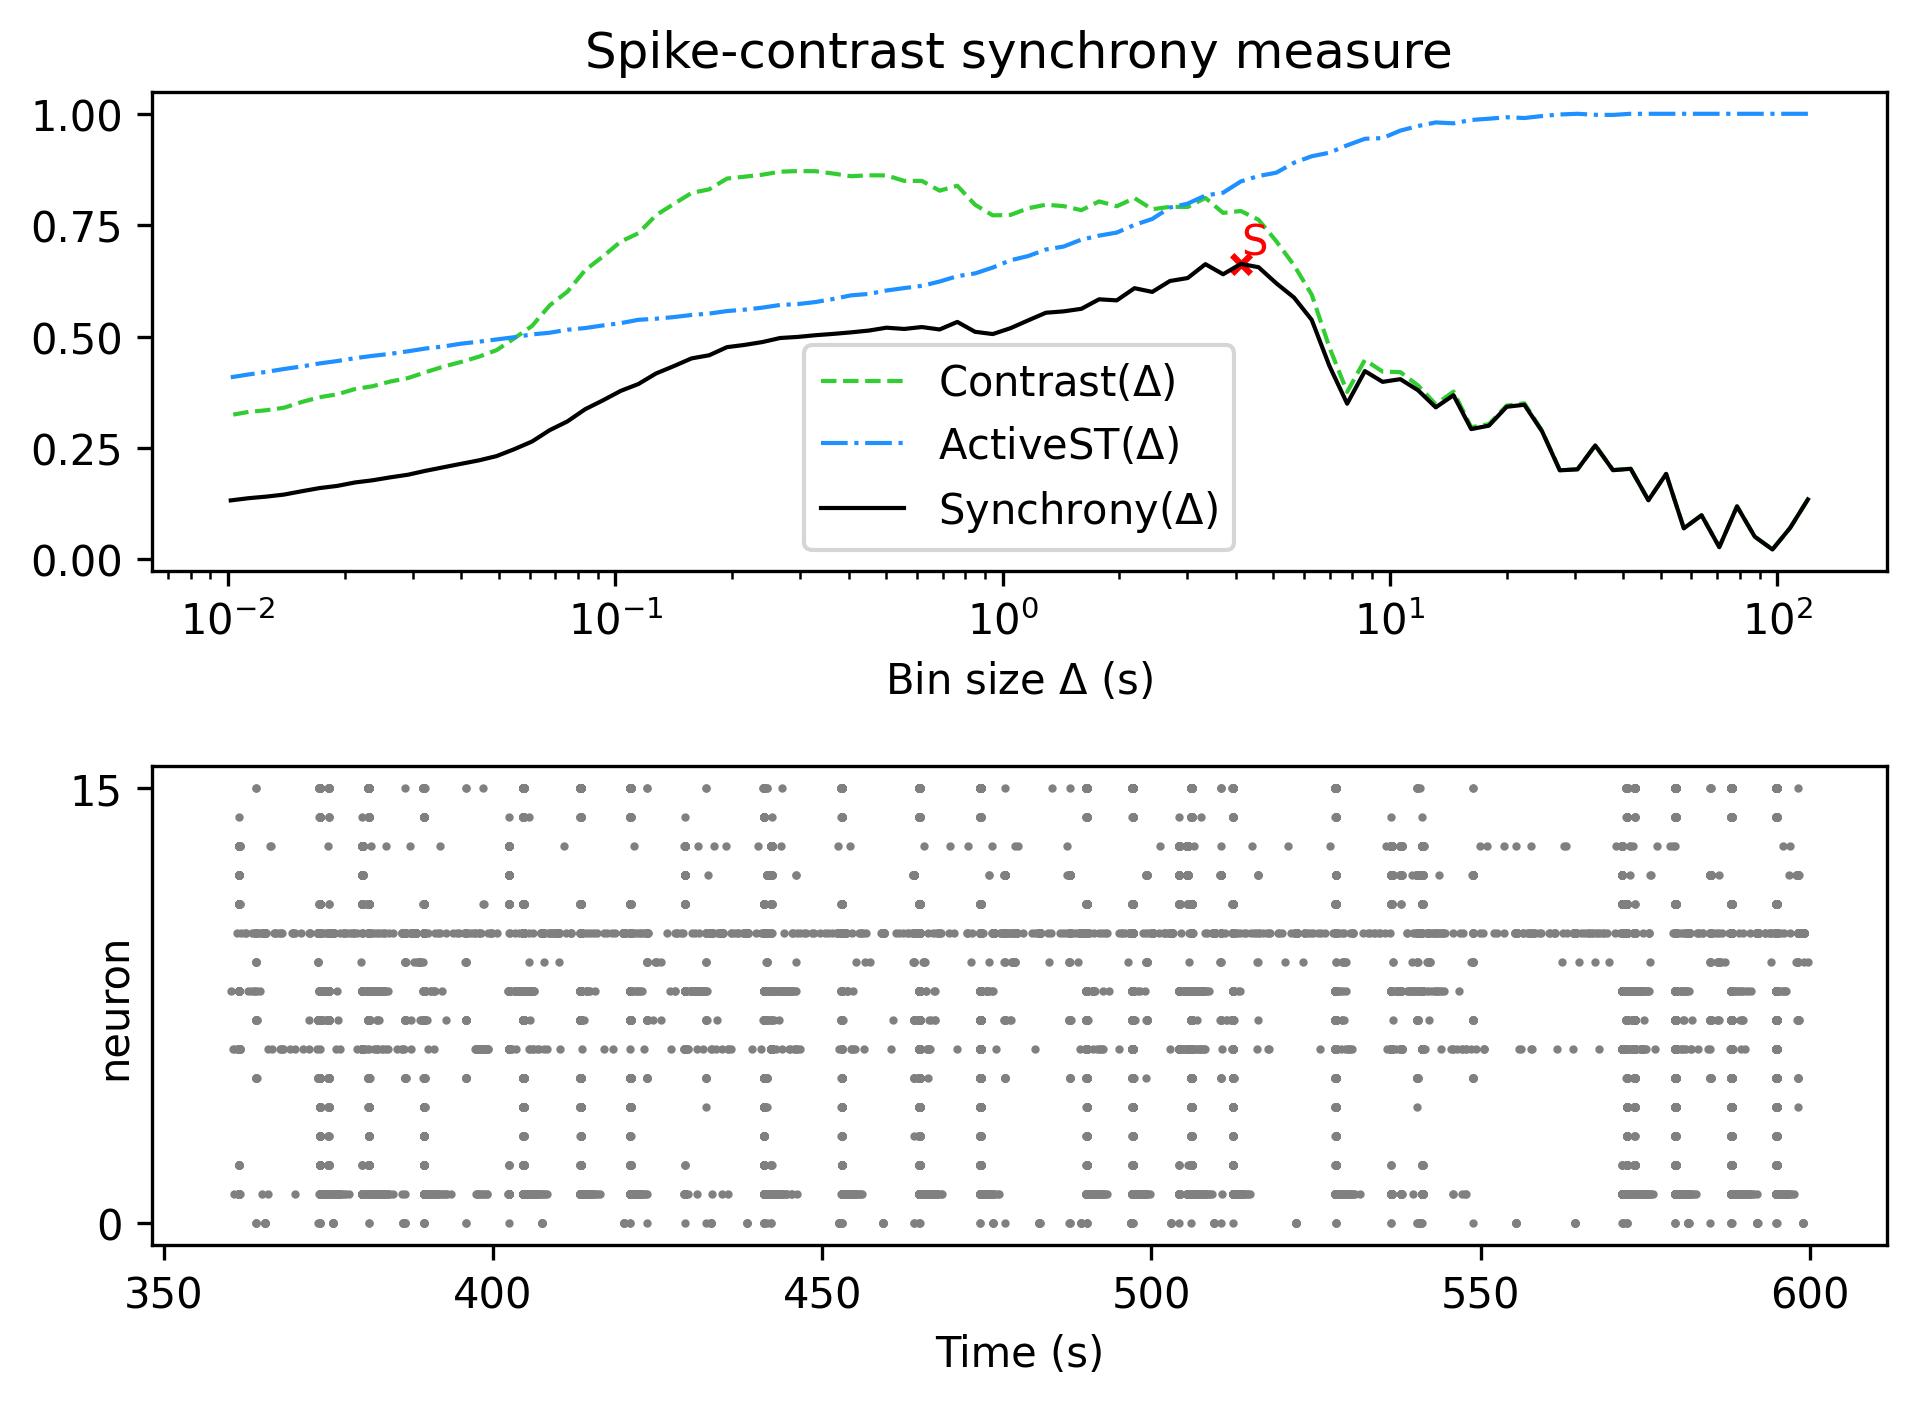 Spike-contrast synchrony measure
1.00
0.75
0.50
0.25
0.00
S
Contrast(Δ)
ActiveST(Δ)
Synchrony(Δ)
10⁻² 10⁻¹ 10⁰ 10¹ 10²
Bin size Δ (s)
15
neuron
0
350 400 450 500 550 600
Time (s)